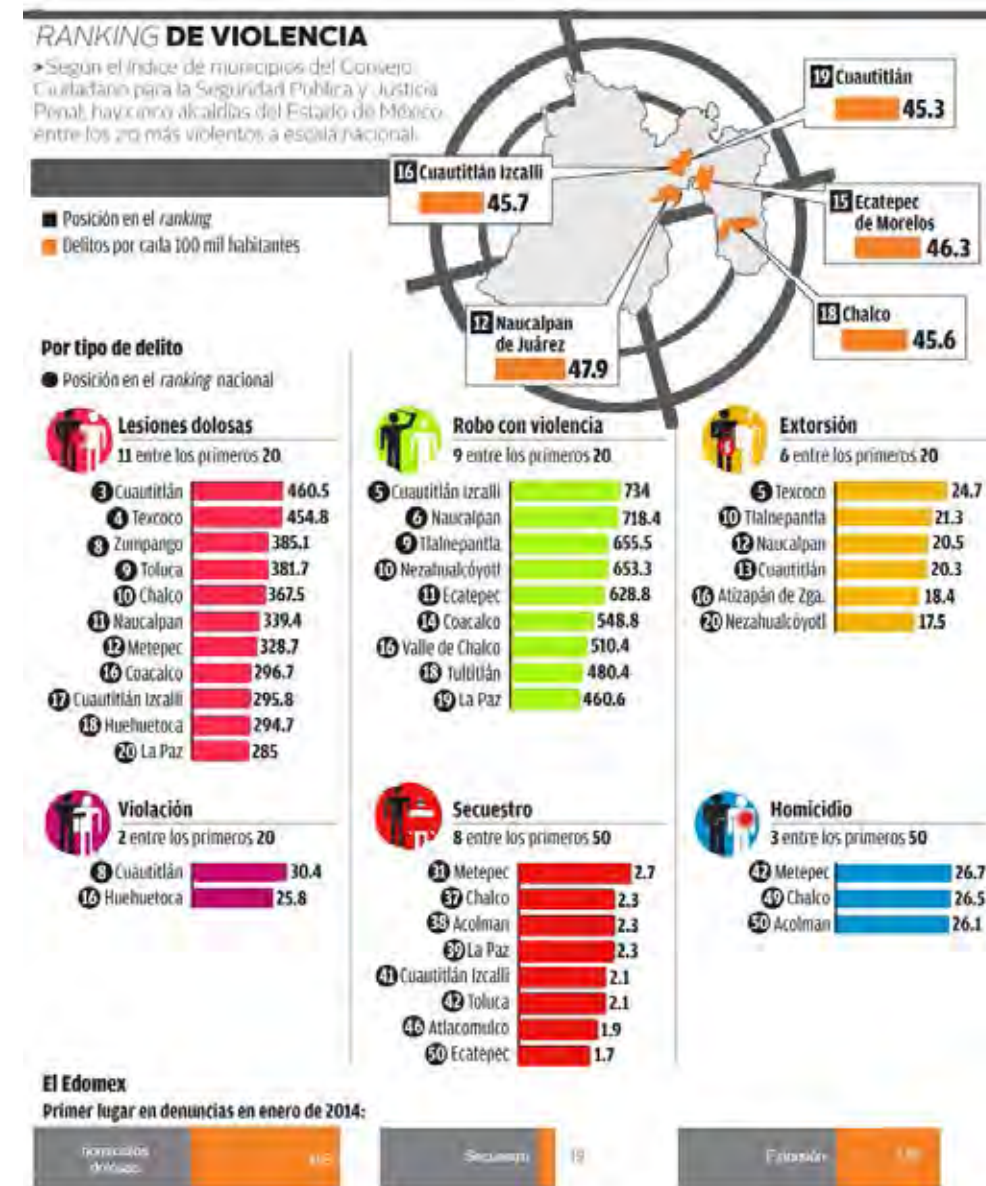 RANKING DE VIOLENCIA
Según el índice de municipios del Consejo
Ciudadano para la Seguridad Pública y Justicia
Penal, hay cinco alcaldías del Estado de México
entre los 20 más violentos a escala nacional.
Posición en el ranking
Delitos por cada 100 mil habitantes
19 Cuautitlán
45.3
16 Cuautitlán Izcalli
45.7
15 Ecatepec
de Morelos
46.3
12 Naucalpan
de Juárez
47.9
18 Chalco
45.6
Por tipo de delito
Posición en el ranking nacional
Lesiones dolosas
11 entre los primeros 20
3 Cuautitlán 460.5
4 Texcoco 454.8
8 Zumpango 385.1
9 Toluca 381.7
10 Chalco 367.5
11 Naucalpan 339.4
12 Metepec 328.7
16 Coacalco 296.7
17 Cuautitlán Izcalli 295.8
18 Huehuetoca 294.7
20 La Paz 285
Robo con violencia
9 entre los primeros 20
5 Cuautitlán Izcalli 734
6 Naucalpan 718.4
9 Tlalnepantla 655.5
10 Nezahualcóyotl 653.3
11 Ecatepec 628.8
14 Coacalco 548.8
16 Valle de Chalco 510.4
18 Tultitlán 480.4
19 La Paz 460.6
Extorsión
6 entre los primeros 20
5 Texcoco 24.7
10 Tlalnepantla 21.3
12 Naucalpan 20.5
13 Cuautitlán 20.3
16 Atizapán de Zga. 18.4
20 Nezahualcóyotl 17.5
Violación
2 entre los primeros 20
8 Cuautitlán 30.4
16 Huehuetoca 25.8
Secuestro
8 entre los primeros 50
31 Metepec 2.7
37 Chalco 2.3
38 Acolman 2.3
39 La Paz 2.3
41 Cuautitlán Izcalli 2.1
42 Toluca 2.1
46 Atlacomulco 1.9
50 Ecatepec 1.7
Homicidio
3 entre los primeros 50
42 Metepec 26.7
49 Chalco 26.5
50 Acolman 26.1
El Edomex
Primer lugar en denuncias en enero de 2014:
homicidios
dolosos
Secuestro 19
Extorsión